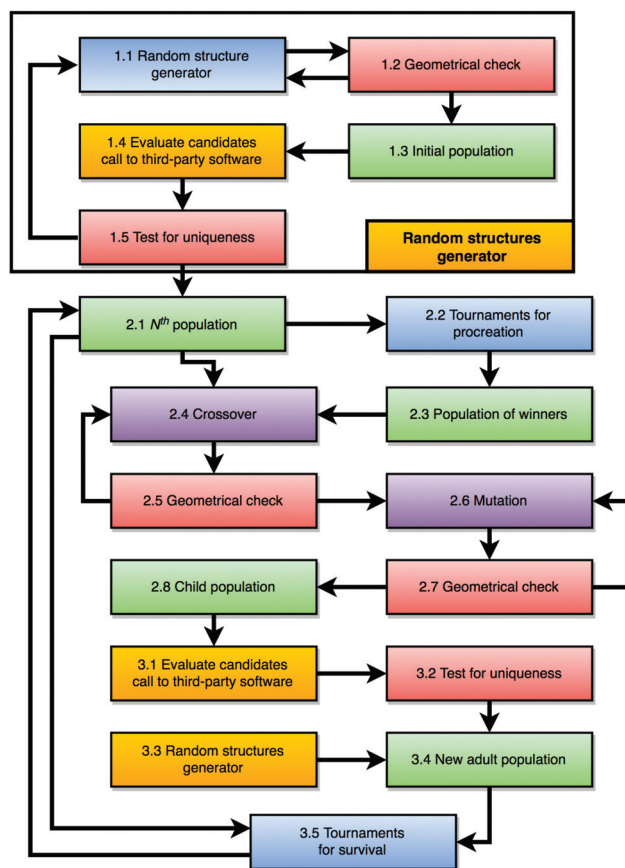 1.1 Random structure
generator
1.2 Geometrical check
1.4 Evaluate candidates
call to third-party software
1.3 Initial population
1.5 Test for uniqueness
Random structures
generator
2.1 Nth population
2.2 Tournaments for
procreation
2.4 Crossover
2.3 Population of winners
2.5 Geometrical check
2.6 Mutation
2.8 Child population
2.7 Geometrical check
3.1 Evaluate candidates
call to third-party software
3.2 Test for uniqueness
3.3 Random structures
generator
3.4 New adult population
3.5 Tournaments
for survival